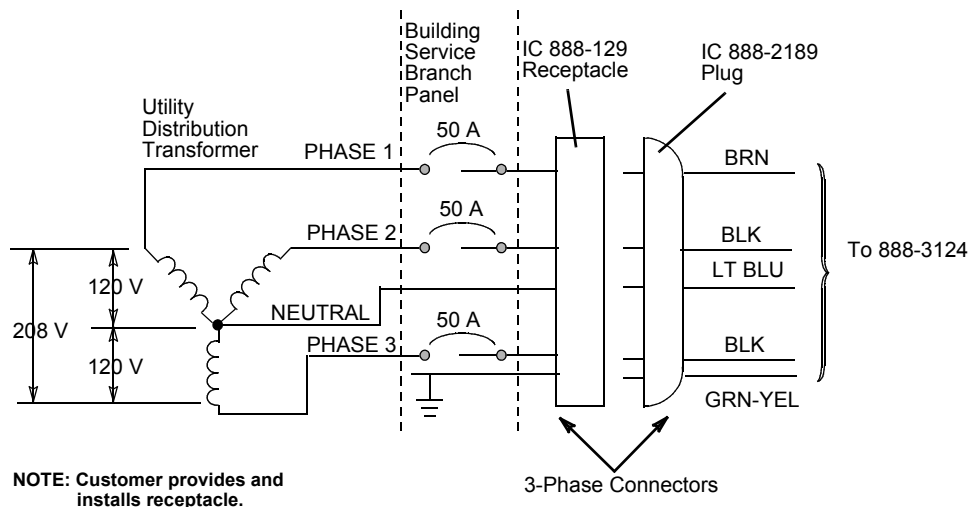 Building
Service
Branch
Panel
IC 888-129
Receptacle
IC 888-2189
Plug
Utility
Distribution
Transformer
PHASE 1
50 A
BRN
PHASE 2
50 A
BLK
To 888-3124
LT BLU
120 V
NEUTRAL
208 V
50 A
PHASE 3
BLK
120 V
GRN-YEL
3-Phase Connectors
NOTE: Customer provides and
installs receptacle.